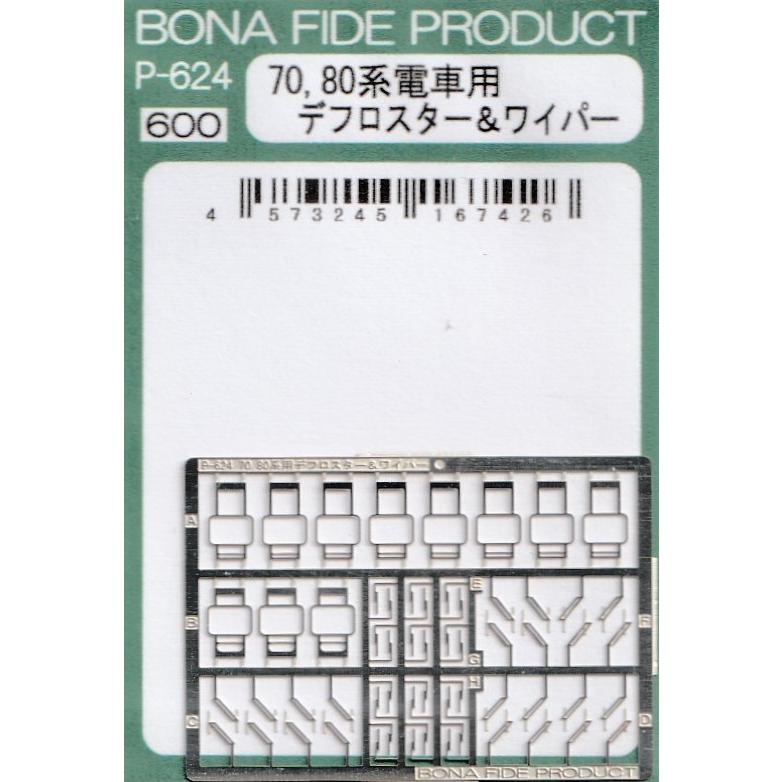 BONA FIDE PRODUCT
P-624
70,80系電車用
デフロスター&ワイパー
600
4 573245 167426
P-624 70,80系用デフロスター&ワイパー
A
B
E
F
G
H
C
D
BONA FIDE PRODUCT